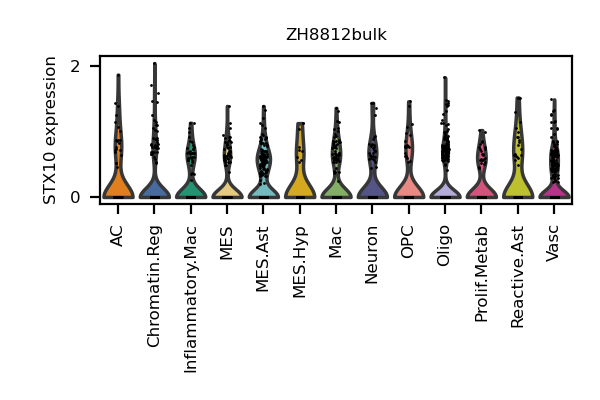 ZH8812bulk
STX10 expression
2
0
AC
Chromatin.Reg
Inflammatory.Mac
MES
MES.Ast
MES.Hyp
Mac
Neuron
OPC
Oligo
Prolif.Metab
Reactive.Ast
Vasc